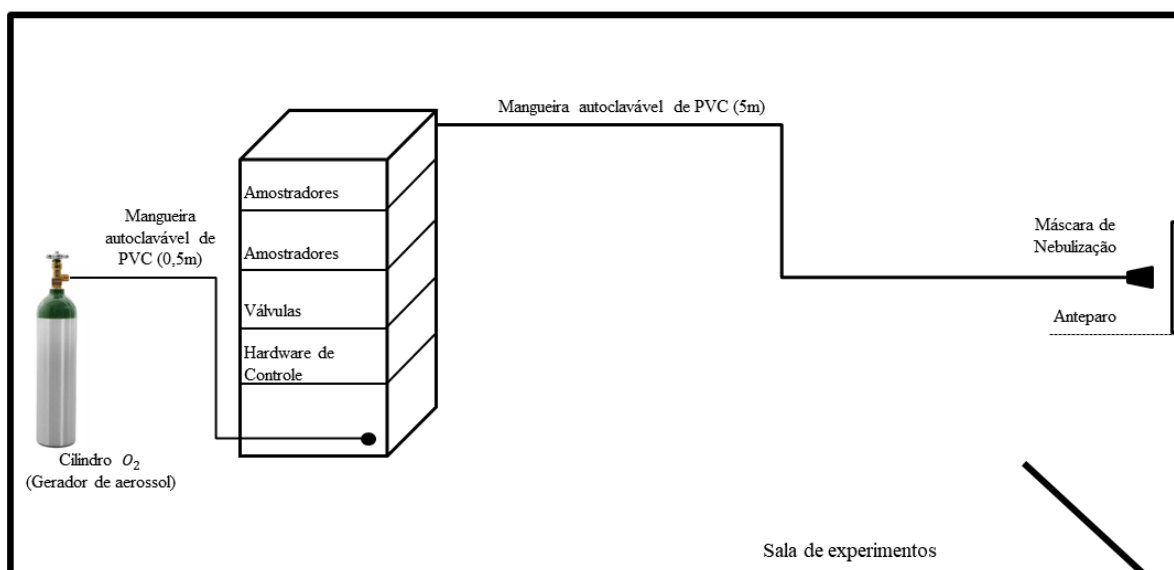 Mangueira autoclavável de PVC (5m)
Amostradores
Mangueira
autoclavável de
PVC (0,5m)
Máscara de
Nebulização
Amostradores
Válvulas
Anteparo
Hardware de
Controle
Cilindro O₂
(Gerador de aerossol)
Sala de experimentos